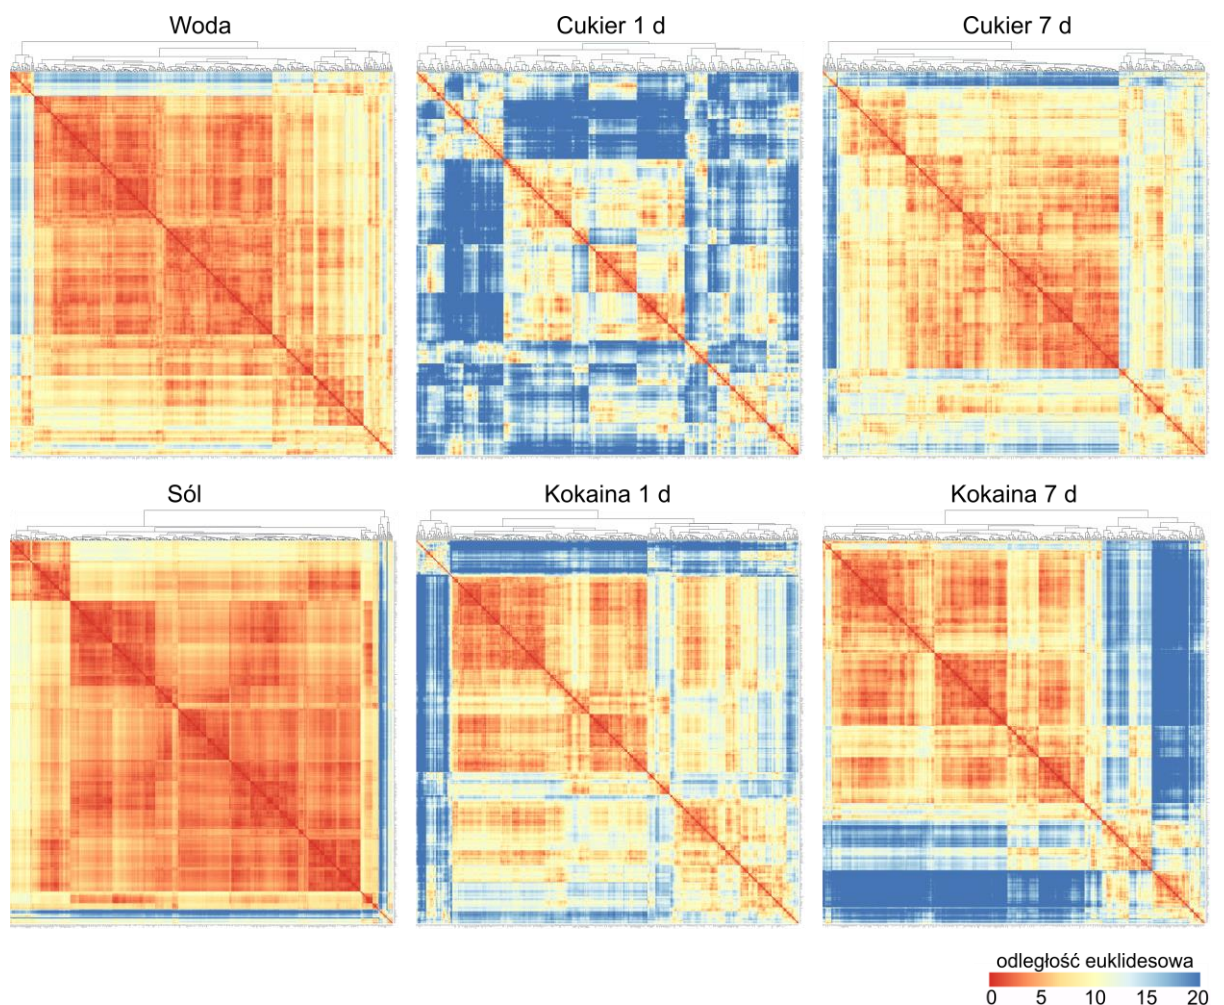 Woda
Cukier 1 d
Cukier 7 d
Sól
Kokaina 1 d
Kokaina 7 d
odległość euklidesowa
0 5 10 15 20